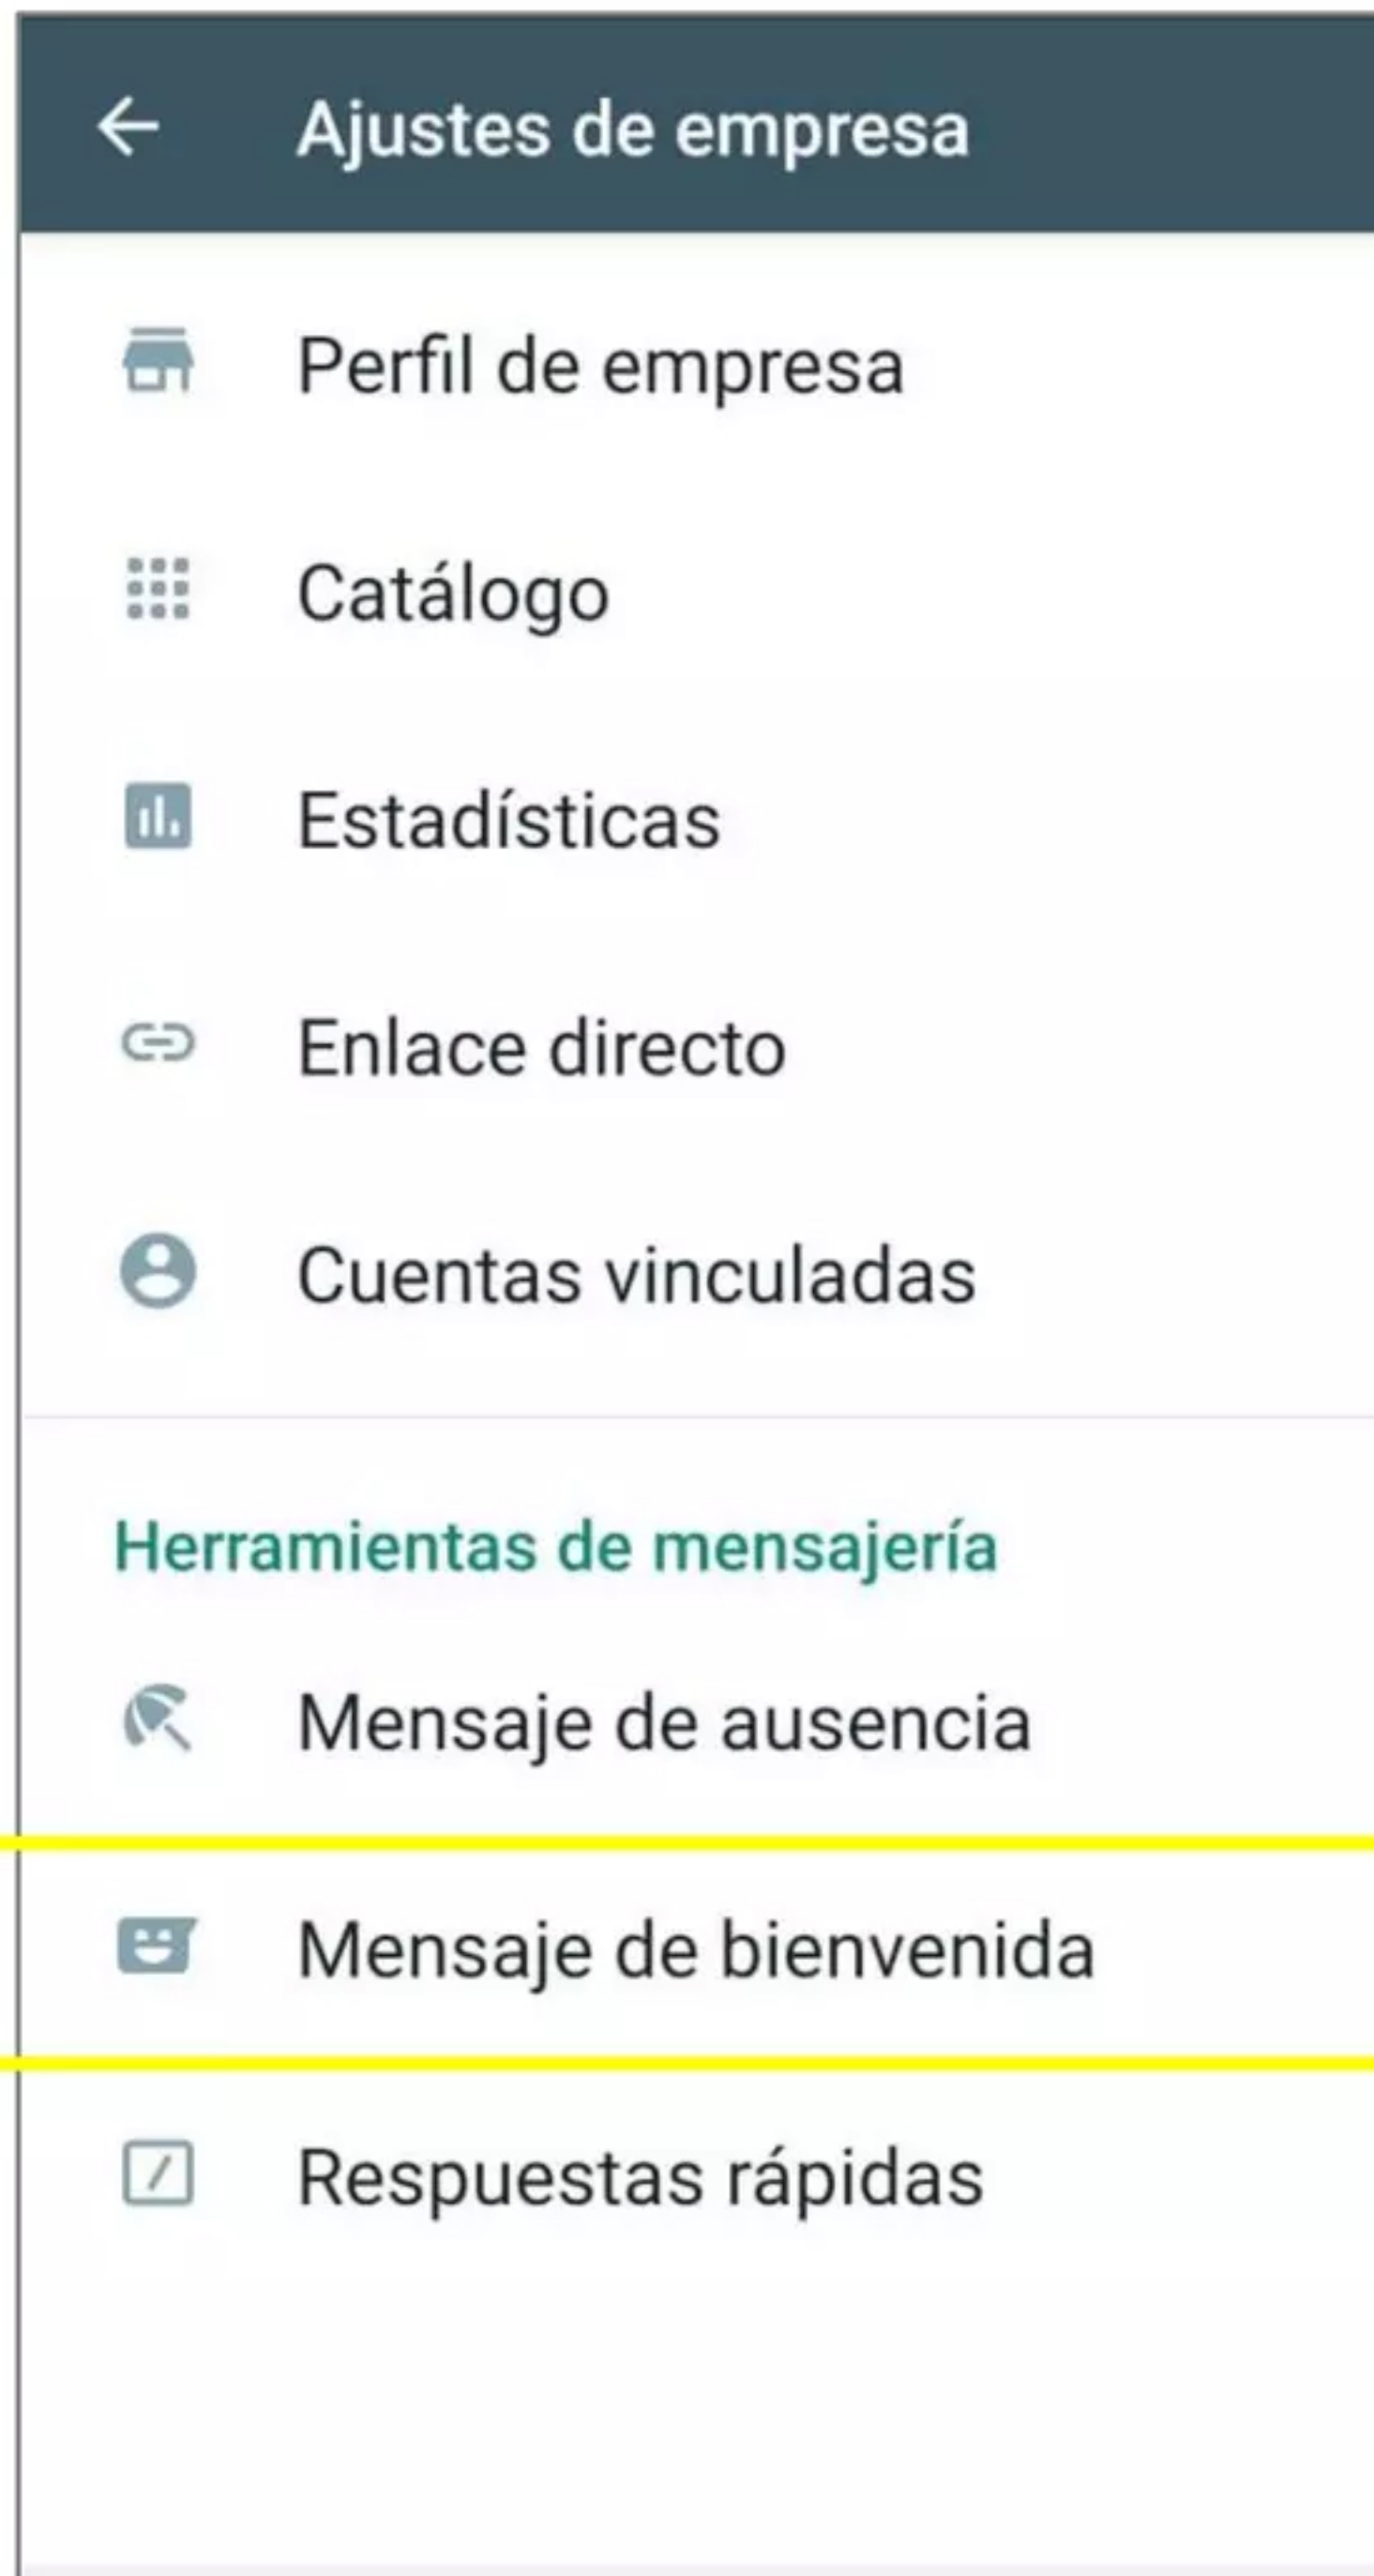 Ajustes de empresa
Perfil de empresa
Catálogo
Estadísticas
Enlace directo
Cuentas vinculadas
Herramientas de mensajería
Mensaje de ausencia
Mensaje de bienvenida
Respuestas rápidas